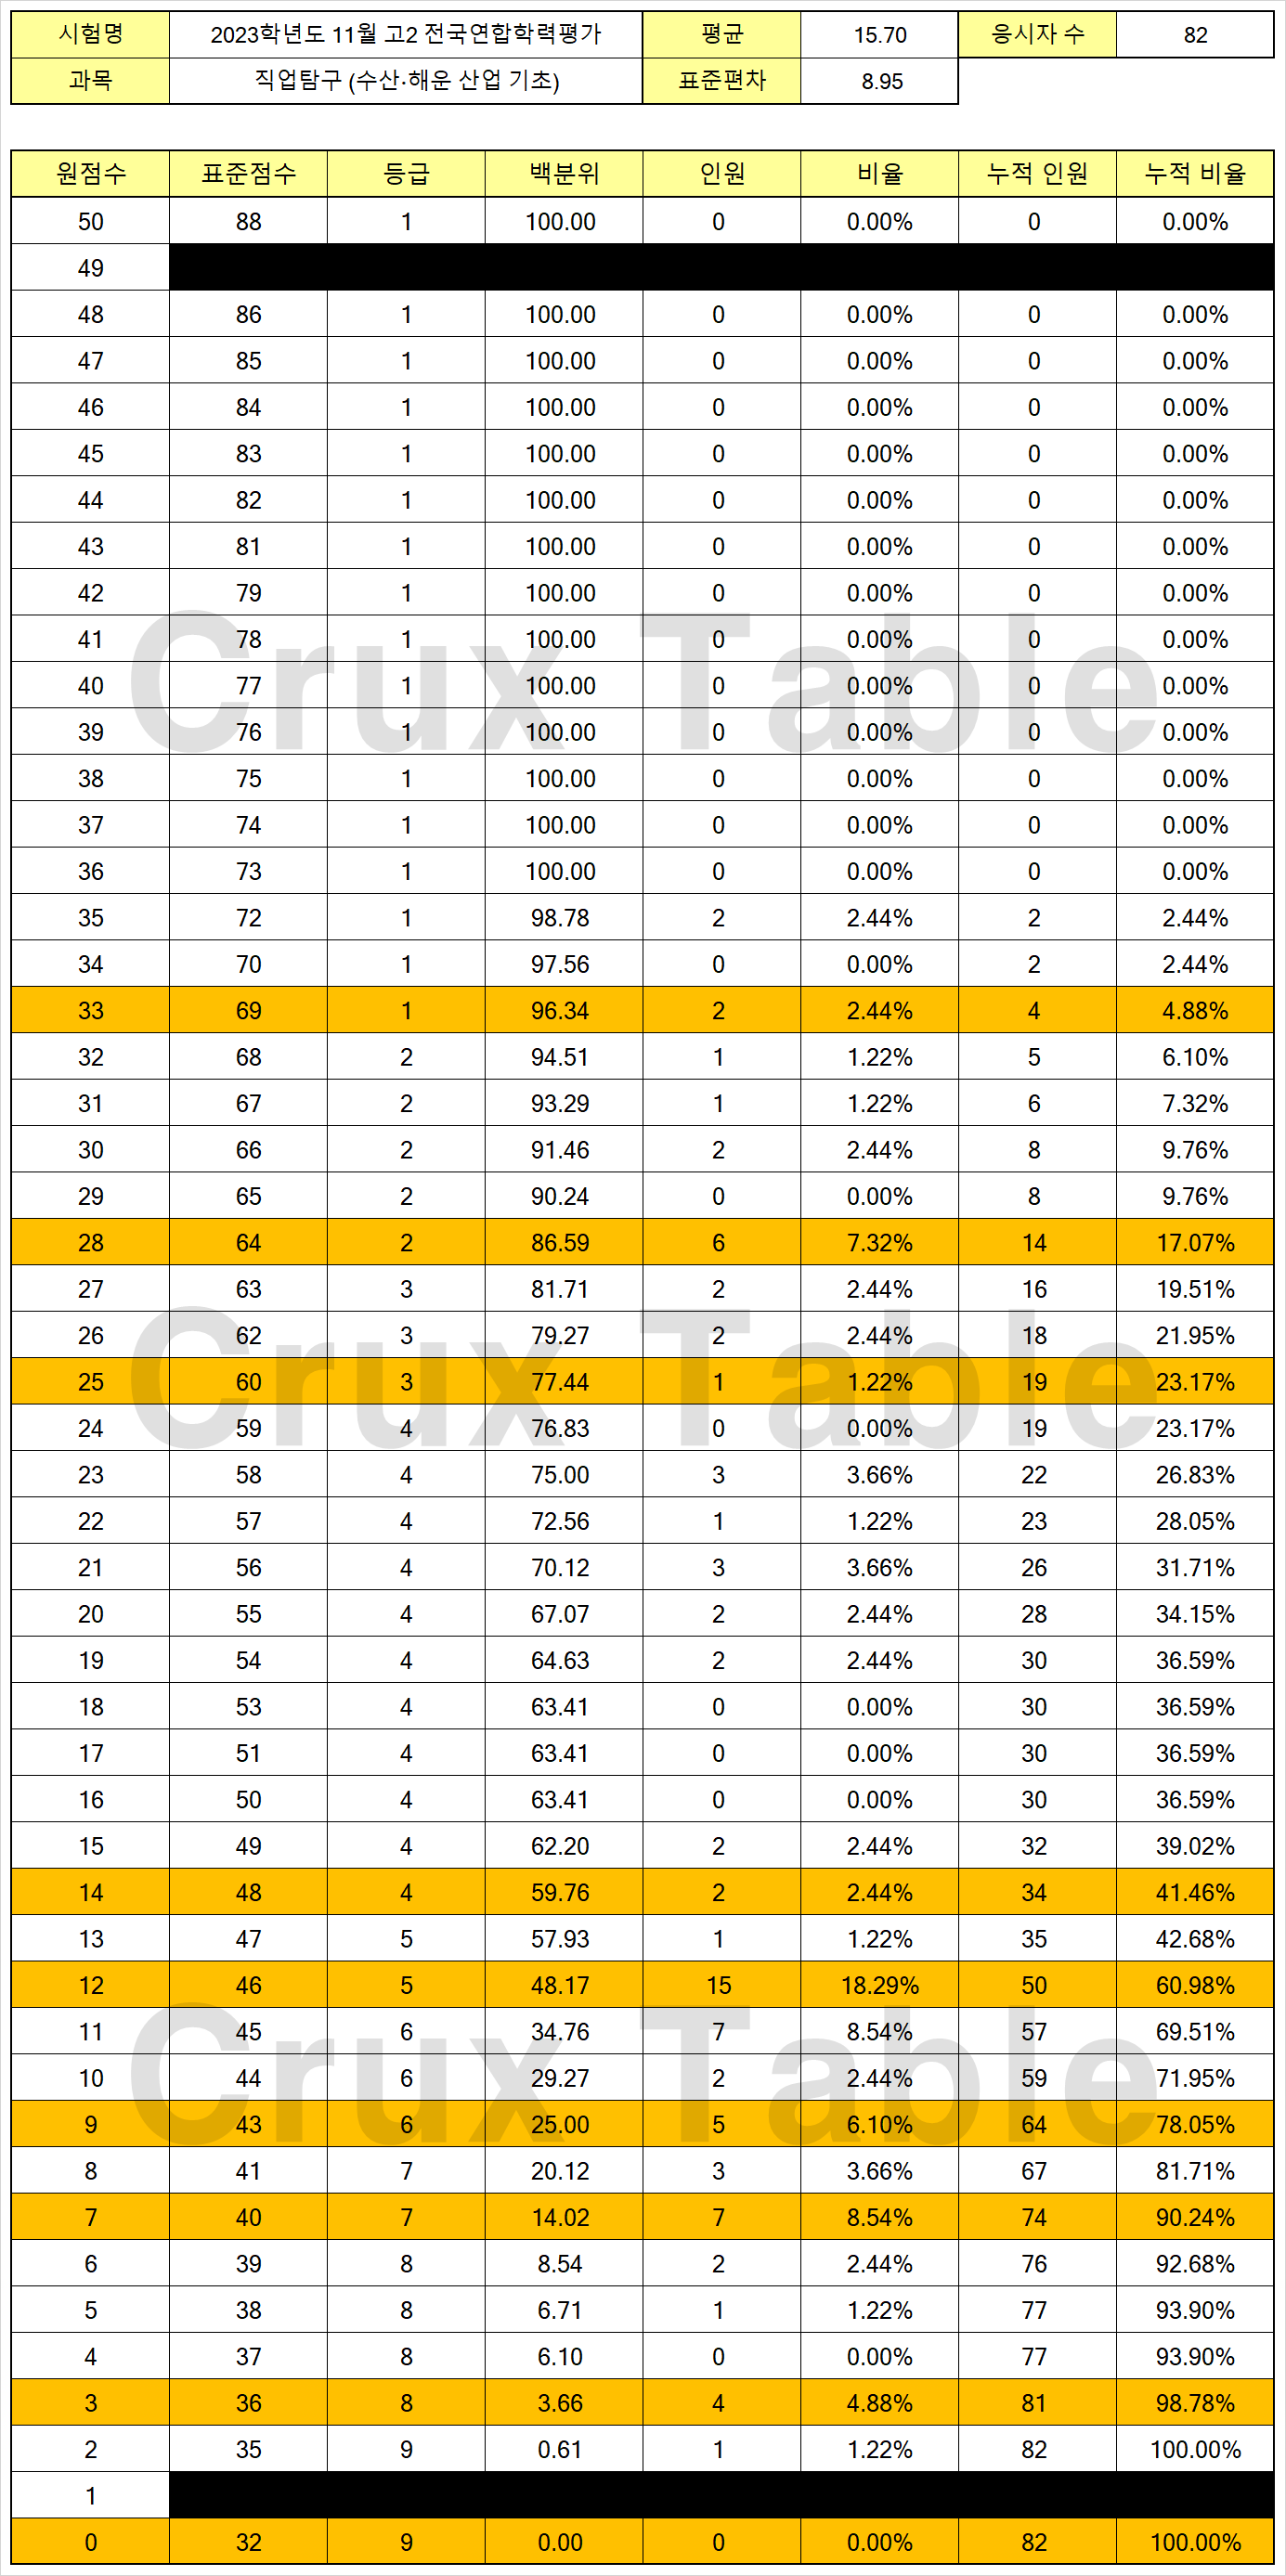 시험명 2023학년도 11월 고2 전국연합학력평가 평균 15.70 응시자 수 82
과목 직업탐구 (수산·해운 산업 기초) 표준편차 8.95
원점수 표준점수 등급 백분위 인원 비율 누적 인원 누적 비율
50 88 1 100.00 0 0.00% 0 0.00%
49
48 86 1 100.00 0 0.00% 0 0.00%
47 85 1 100.00 0 0.00% 0 0.00%
46 84 1 100.00 0 0.00% 0 0.00%
45 83 1 100.00 0 0.00% 0 0.00%
44 82 1 100.00 0 0.00% 0 0.00%
43 81 1 100.00 0 0.00% 0 0.00%
42 79 1 100.00 0 0.00% 0 0.00%
41 78 1 100.00 0 0.00% 0 0.00%
Crux Table
40 77 1 100.00 0 0.00% 0 0.00%
39 76 1 100.00 0 0.00% 0 0.00%
38 75 1 100.00 0 0.00% 0 0.00%
37 74 1 100.00 0 0.00% 0 0.00%
36 73 1 100.00 0 0.00% 0 0.00%
35 72 1 98.78 2 2.44% 2 2.44%
34 70 1 97.56 0 0.00% 2 2.44%
33 69 1 96.34 2 2.44% 4 4.88%
32 68 2 94.51 1 1.22% 5 6.10%
31 67 2 93.29 1 1.22% 6 7.32%
30 66 2 91.46 2 2.44% 8 9.76%
29 65 2 90.24 0 0.00% 8 9.76%
28 64 2 86.59 6 7.32% 14 17.07%
27 63 3 81.71 2 2.44% 16 19.51%
26 62 3 79.27 2 2.44% 18 21.95%
Crux Table
25 60 3 77.44 1 1.22% 19 23.17%
24 59 4 76.83 0 0.00% 19 23.17%
23 58 4 75.00 3 3.66% 22 26.83%
22 57 4 72.56 1 1.22% 23 28.05%
21 56 4 70.12 3 3.66% 26 31.71%
20 55 4 67.07 2 2.44% 28 34.15%
19 54 4 64.63 2 2.44% 30 36.59%
18 53 4 63.41 0 0.00% 30 36.59%
17 51 4 63.41 0 0.00% 30 36.59%
16 50 4 63.41 0 0.00% 30 36.59%
15 49 4 62.20 2 2.44% 32 39.02%
14 48 4 59.76 2 2.44% 34 41.46%
13 47 5 57.93 1 1.22% 35 42.68%
12 46 5 48.17 15 18.29% 50 60.98%
11 45 6 34.76 7 8.54% 57 69.51%
Crux Table
10 44 6 29.27 2 2.44% 59 71.95%
9 43 6 25.00 5 6.10% 64 78.05%
8 41 7 20.12 3 3.66% 67 81.71%
7 40 7 14.02 7 8.54% 74 90.24%
6 39 8 8.54 2 2.44% 76 92.68%
5 38 8 6.71 1 1.22% 77 93.90%
4 37 8 6.10 0 0.00% 77 93.90%
3 36 8 3.66 4 4.88% 81 98.78%
2 35 9 0.61 1 1.22% 82 100.00%
1
0 32 9 0.00 0 0.00% 82 100.00%